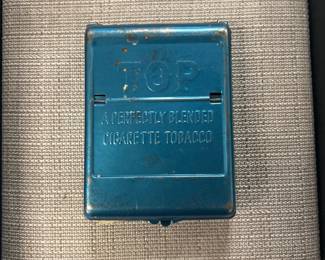 TOP
A PERFECTLY BLENDED
CIGARETTE TOBACCO